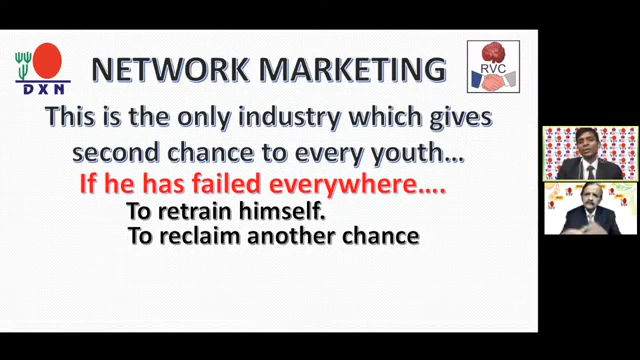 DXN
NETWORK MARKETING
RVC
This is the only industry which gives
second chance to every youth...
If he has failed everywhere....
To retrain himself.
To reclaim another chance